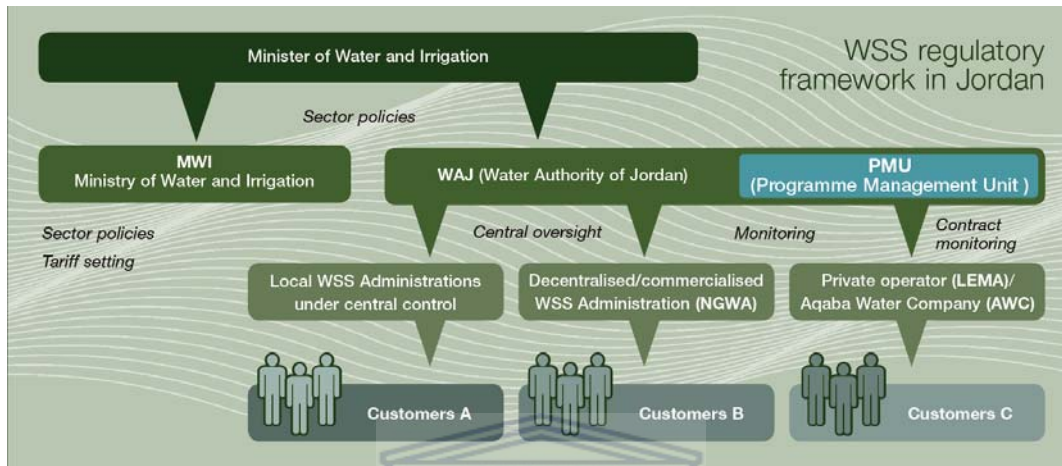 WSS regulatory
framework in Jordan
Minister of Water and Irrigation
Sector policies
MWI
Ministry of Water and Irrigation
WAJ (Water Authority of Jordan)
PMU
(Programme Management Unit )
Sector policies
Tariff setting
Central oversight
Monitoring
Contract
monitoring
Local WSS Administrations
under central control
Decentralised/commercialised
WSS Administration (NGWA)
Private operator (LEMA)/
Aqaba Water Company (AWC)
Customers A
Customers B
Customers C